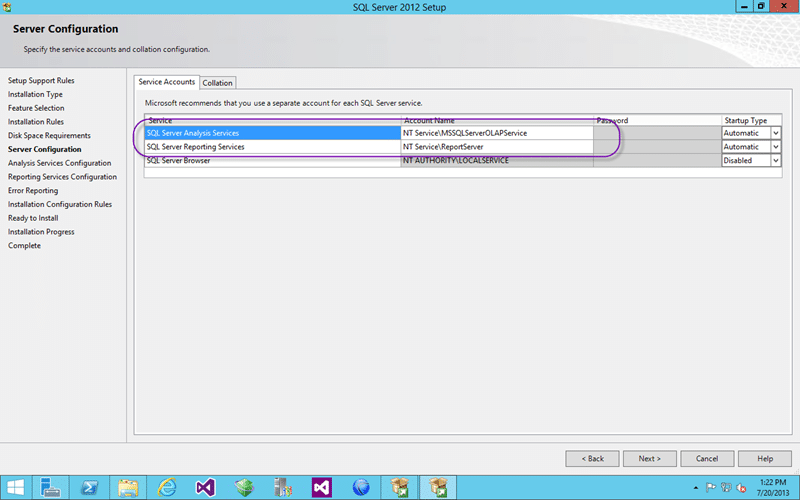 SQL Server 2012 Setup
Server Configuration
Specify the service accounts and collation configuration.
Setup Support Rules
Installation Type
Feature Selection
Installation Rules
Disk Space Requirements
Server Configuration
Analysis Services Configuration
Reporting Services Configuration
Error Reporting
Installation Configuration Rules
Ready to Install
Installation Progress
Complete
Service Accounts Collation
Microsoft recommends that you use a separate account for each SQL Server service.
Service Account Name Password Startup Type
SQL Server Analysis Services NT Service\MSSQLServerOLAPService Automatic
SQL Server Reporting Services NT Service\ReportServer Automatic
SQL Server Browser NT AUTHORITY\LOCALSERVICE Disabled
< Back Next > Cancel Help
1:22 PM
7/20/2013